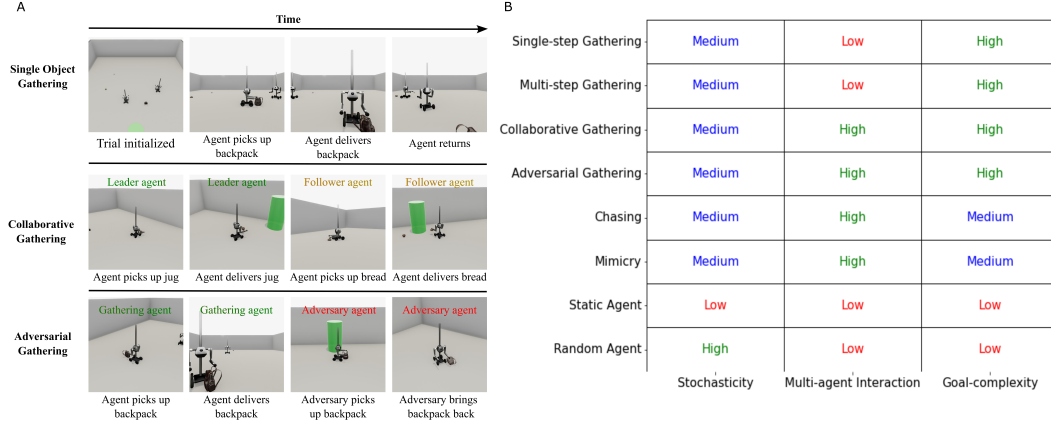 A
Time
Single Object
Gathering
Trial initialized
Agent picks up
backpack
Agent delivers
backpack
Agent returns
Collaborative
Gathering
Leader agent
Leader agent
Follower agent
Follower agent
Agent picks up jug
Agent delivers jug
Agent picks up bread
Agent delivers bread
Adversarial
Gathering
Gathering agent
Gathering agent
Adversary agent
Adversary agent
Agent picks up
backpack
Agent delivers
backpack
Adversary picks
up backpack
Adversary brings
backpack back
B
Single-step Gathering Medium Low High
Multi-step Gathering Medium Low High
Collaborative Gathering Medium High High
Adversarial Gathering Medium High High
Chasing Medium High Medium
Mimicry Medium High Medium
Static Agent Low Low Low
Random Agent High Low Low
Stochasticity Multi-agent Interaction Goal-complexity